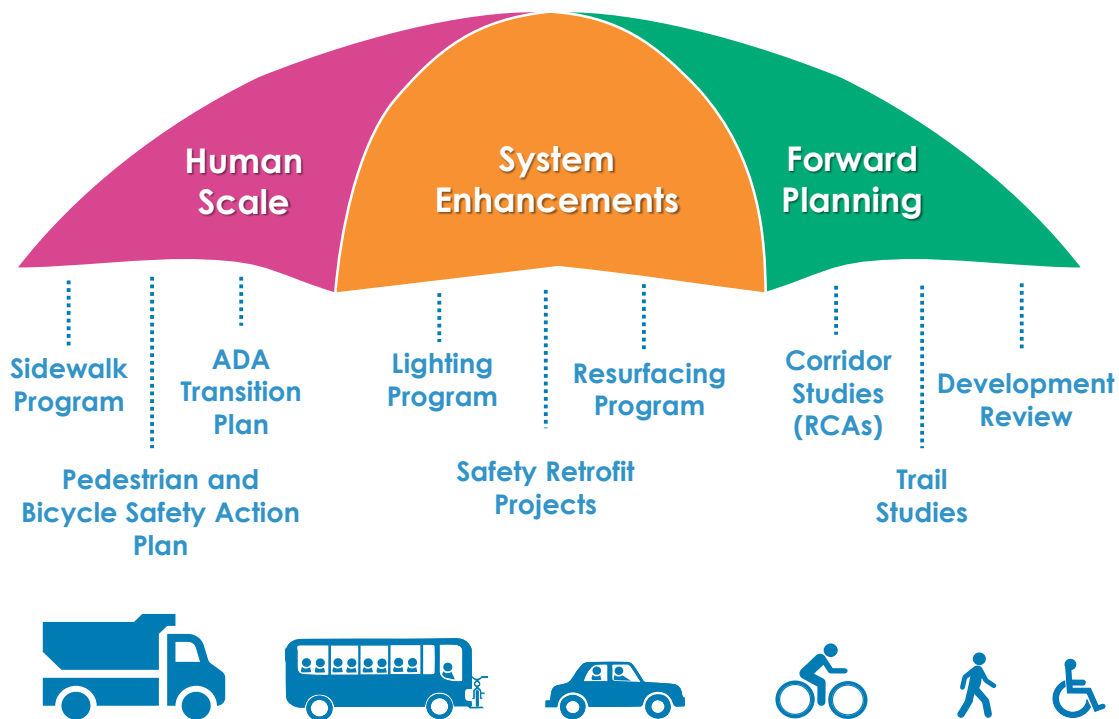 Human
Scale
System
Enhancements
Forward
Planning
Sidewalk
Program
ADA
Transition
Plan
Pedestrian and
Bicycle Safety Action
Plan
Lighting
Program
Resurfacing
Program
Safety Retrofit
Projects
Corridor
Studies
(RCAs)
Development
Review
Trail
Studies